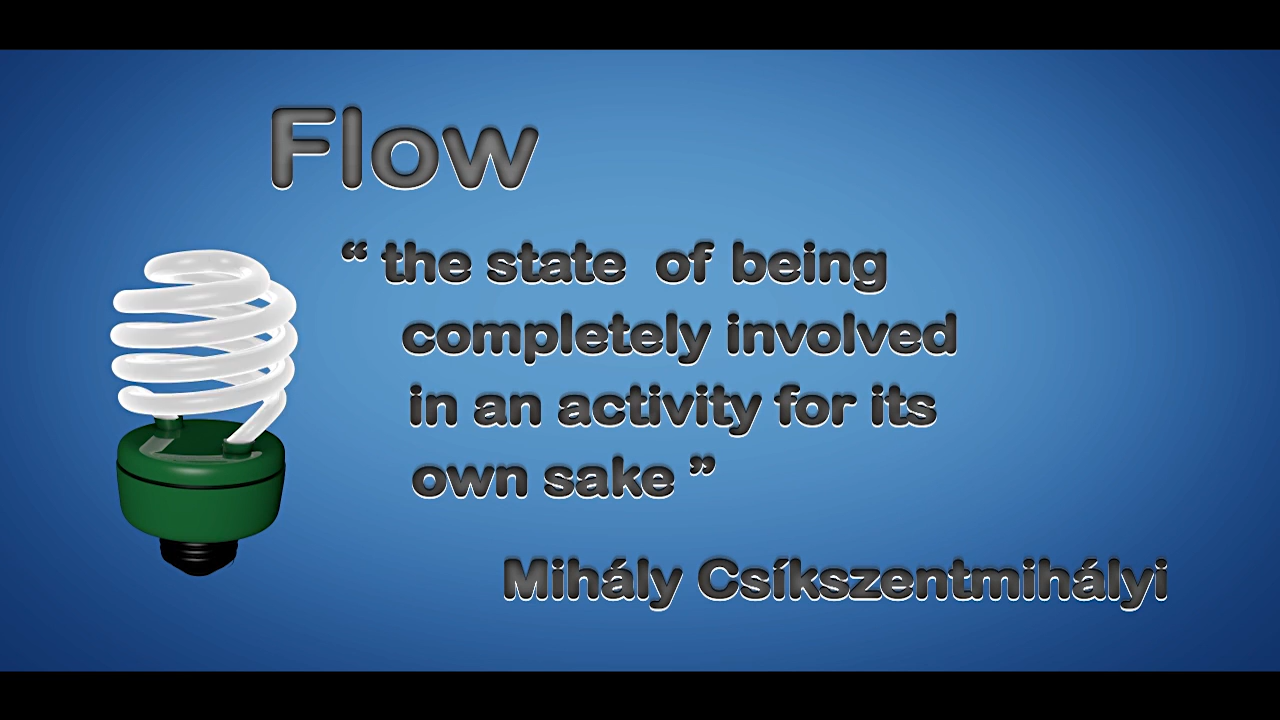 Flow
“ the state of being
completely involved
in an activity for its
own sake ”
Mihály Csíkszentmihályi